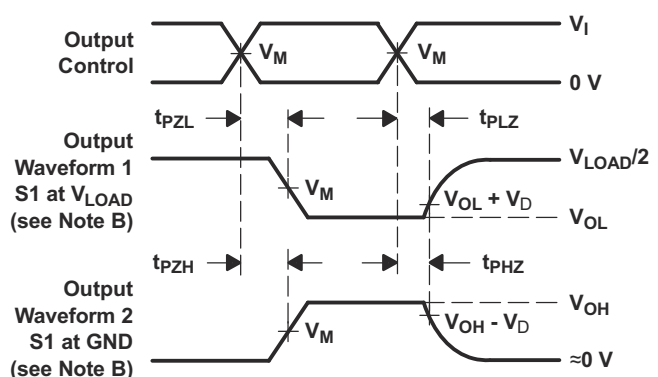 Output
Control
V_M
V_M
V_I
0 V
t_PZL
t_PLZ
Output
Waveform 1
S1 at V_LOAD
(see Note B)
V_M
V_LOAD/2
V_OL + V_D
V_OL
t_PZH
t_PHZ
Output
Waveform 2
S1 at GND
(see Note B)
V_M
V_OH
V_OH - V_D
≈0 V